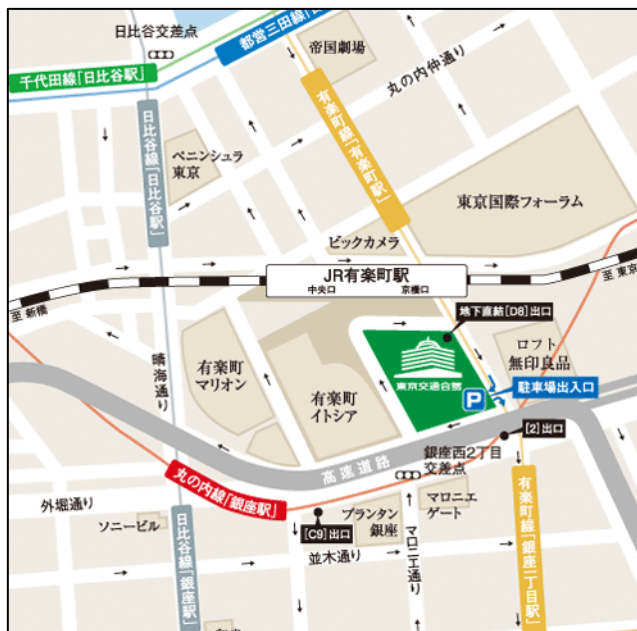 日比谷交差点
都営三田線「日比谷駅」
帝国劇場
千代田線「日比谷駅」
丸の内仲通り
有楽町線「有楽町駅」
日比谷線「日比谷駅」
ペニンシュラ
東京
東京国際フォーラム
ビックカメラ
JR有楽町駅
中央口
京橋口
至 新橋
至 東京
地下直結[D8]出口
晴海通り
有楽町
マリオン
有楽町
イトシア
東京交通会館
ロフト
無印良品
P
駐車場出入口
[2]出口
高速道路
銀座西2丁目
交差点
丸の内線「銀座駅」
外堀通り
ソニービル
日比谷線「銀座駅」
[C9]出口
プランタン
銀座
マロニエ
ゲート
マロニエ通り
並木通り
有楽町線「銀座一丁目駅」